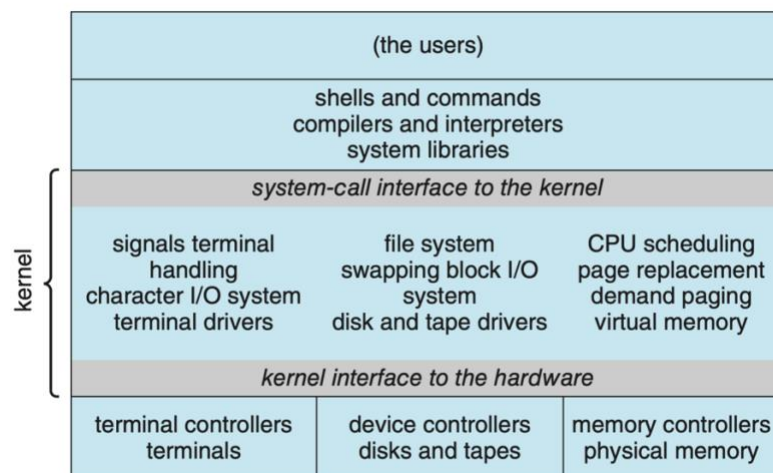 (the users)
shells and commands
compilers and interpreters
system libraries
system-call interface to the kernel
kernel
signals terminal
handling
character I/O system
terminal drivers
file system
swapping block I/O
system
disk and tape drivers
CPU scheduling
page replacement
demand paging
virtual memory
kernel interface to the hardware
terminal controllers
terminals
device controllers
disks and tapes
memory controllers
physical memory